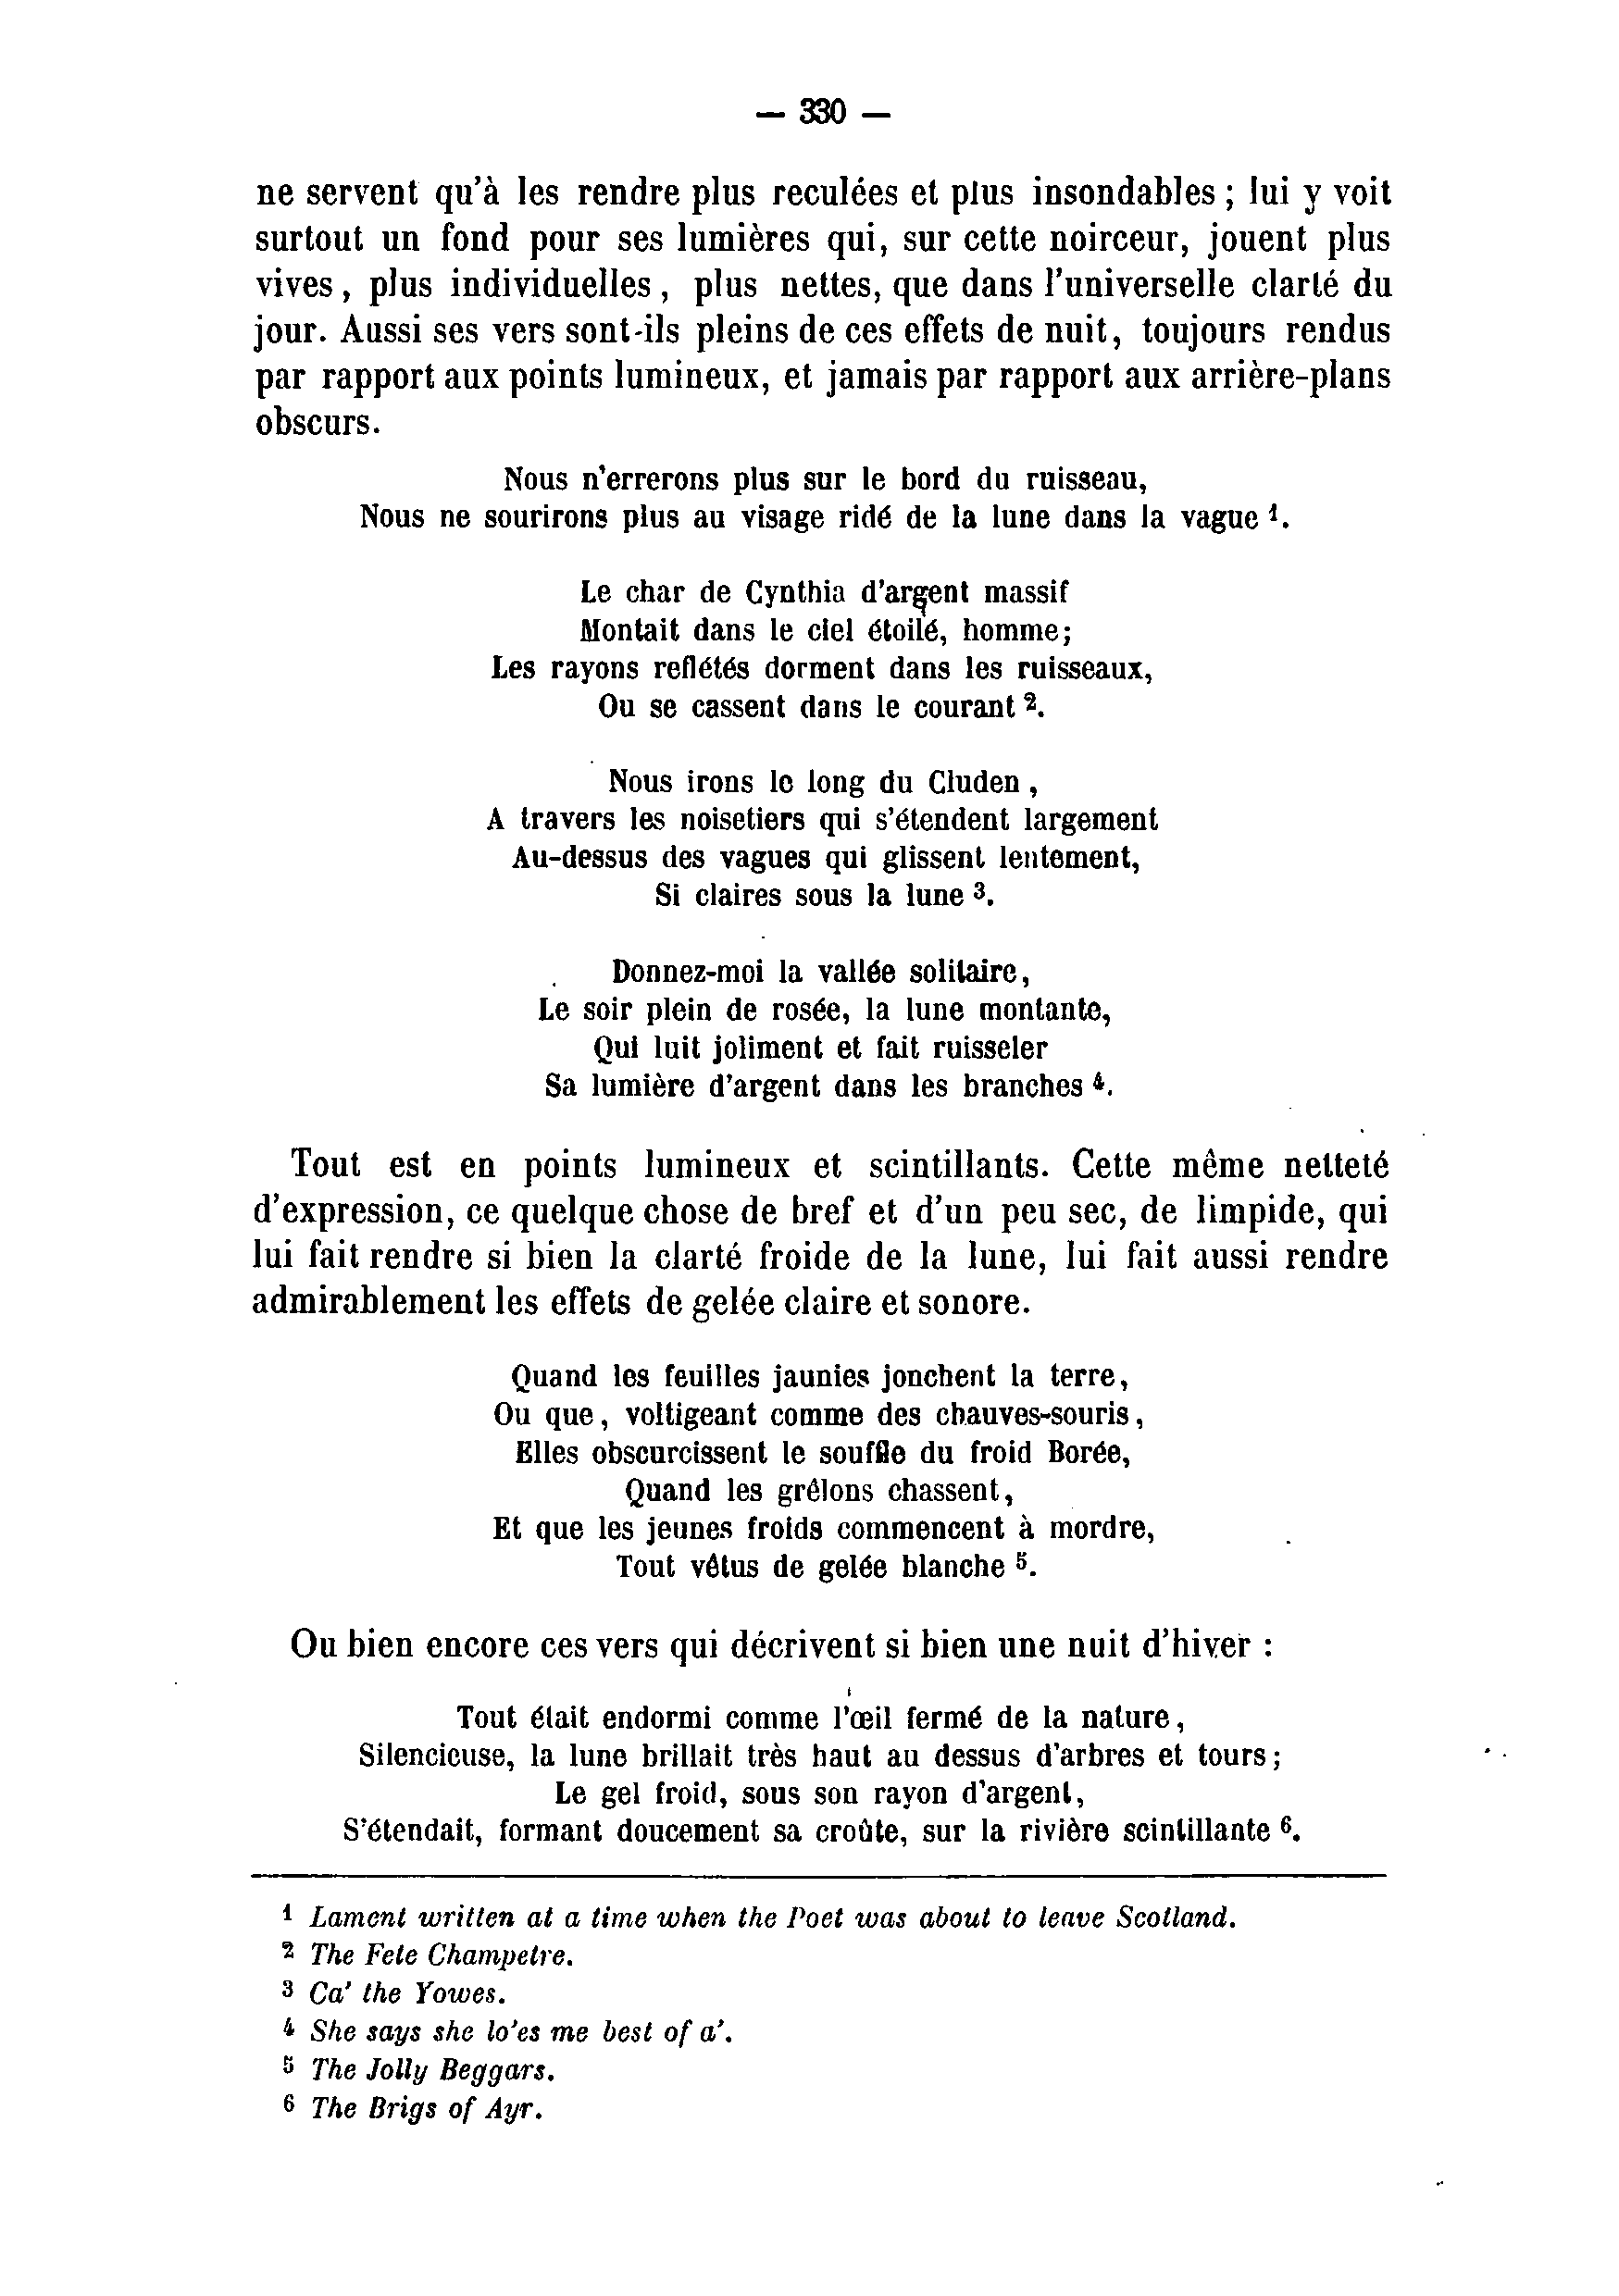 — 330 —
ne servent qu'à les rendre plus reculées et plus insondables ; lui y voit
surtout un fond pour ses lumières qui, sur cette noirceur, jouent plus
vives, plus individuelles, plus nettes, que dans l'universelle clarté du
jour. Aussi ses vers sont-ils pleins de ces effets de nuit, toujours rendus
par rapport aux points lumineux, et jamais par rapport aux arrière-plans
obscurs.
Nous n'errerons plus sur le bord du ruisseau,
Nous ne sourirons plus au visage ridé de la lune dans la vague ¹.
Le char de Cynthia d'argent massif
Montait dans le ciel étoilé, homme;
Les rayons reflétés dorment dans les ruisseaux,
Ou se cassent dans le courant ².
Nous irons le long du Cluden,
A travers les noisetiers qui s'étendent largement
Au-dessus des vagues qui glissent lentement,
Si claires sous la lune ³.
Donnez-moi la vallée solitaire,
Le soir plein de rosée, la lune montante,
Qui luit joliment et fait ruisseler
Sa lumière d'argent dans les branches ⁴.
Tout est en points lumineux et scintillants. Cette même netteté
d'expression, ce quelque chose de bref et d'un peu sec, de limpide, qui
lui fait rendre si bien la clarté froide de la lune, lui fait aussi rendre
admirablement les effets de gelée claire et sonore.
Quand les feuilles jaunies jonchent la terre,
Ou que, voltigeant comme des chauves-souris,
Elles obscurcissent le souffle du froid Borée,
Quand les grêlons chassent,
Et que les jeunes froids commencent à mordre,
Tout vêtus de gelée blanche ⁵.
Ou bien encore ces vers qui décrivent si bien une nuit d'hiver :
Tout était endormi comme l'œil fermé de la nature,
Silencieuse, la lune brillait très haut au dessus d'arbres et tours;
Le gel froid, sous son rayon d'argent,
S'étendait, formant doucement sa croûte, sur la rivière scintillante ⁶.
¹ Lament written at a time when the Poet was about to leave Scotland.
² The Fete Champetre.
³ Ca' the Yowes.
⁴ She says she lo'es me best of a'.
⁵ The Jolly Beggars.
⁶ The Brigs of Ayr.